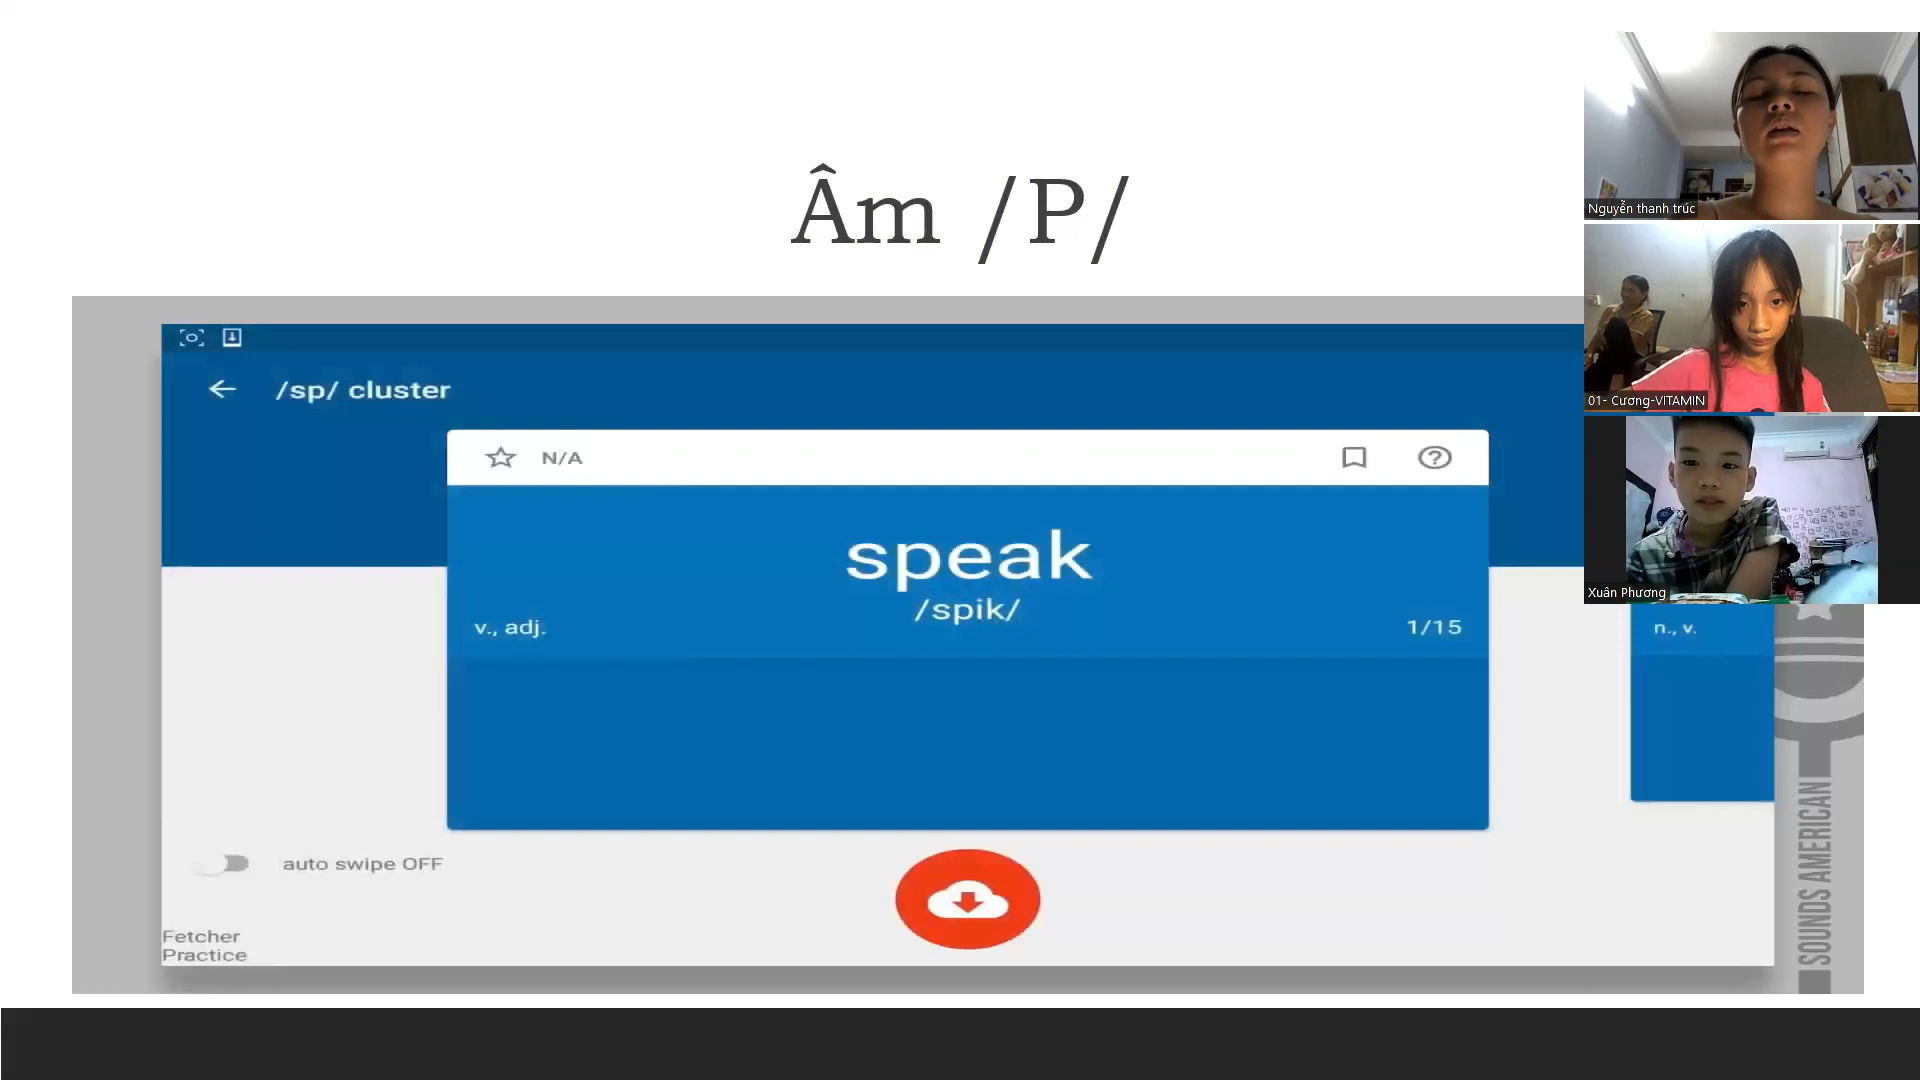 Âm /P/
/sp/ cluster
N/A
speak
/spik/
v., adj.
1/15
n., v.
auto swipe OFF
Fetcher
Practice
SOUNDS AMERICAN
Nguyễn thanh trúc
01- Cương-VITAMIN
Xuân Phương